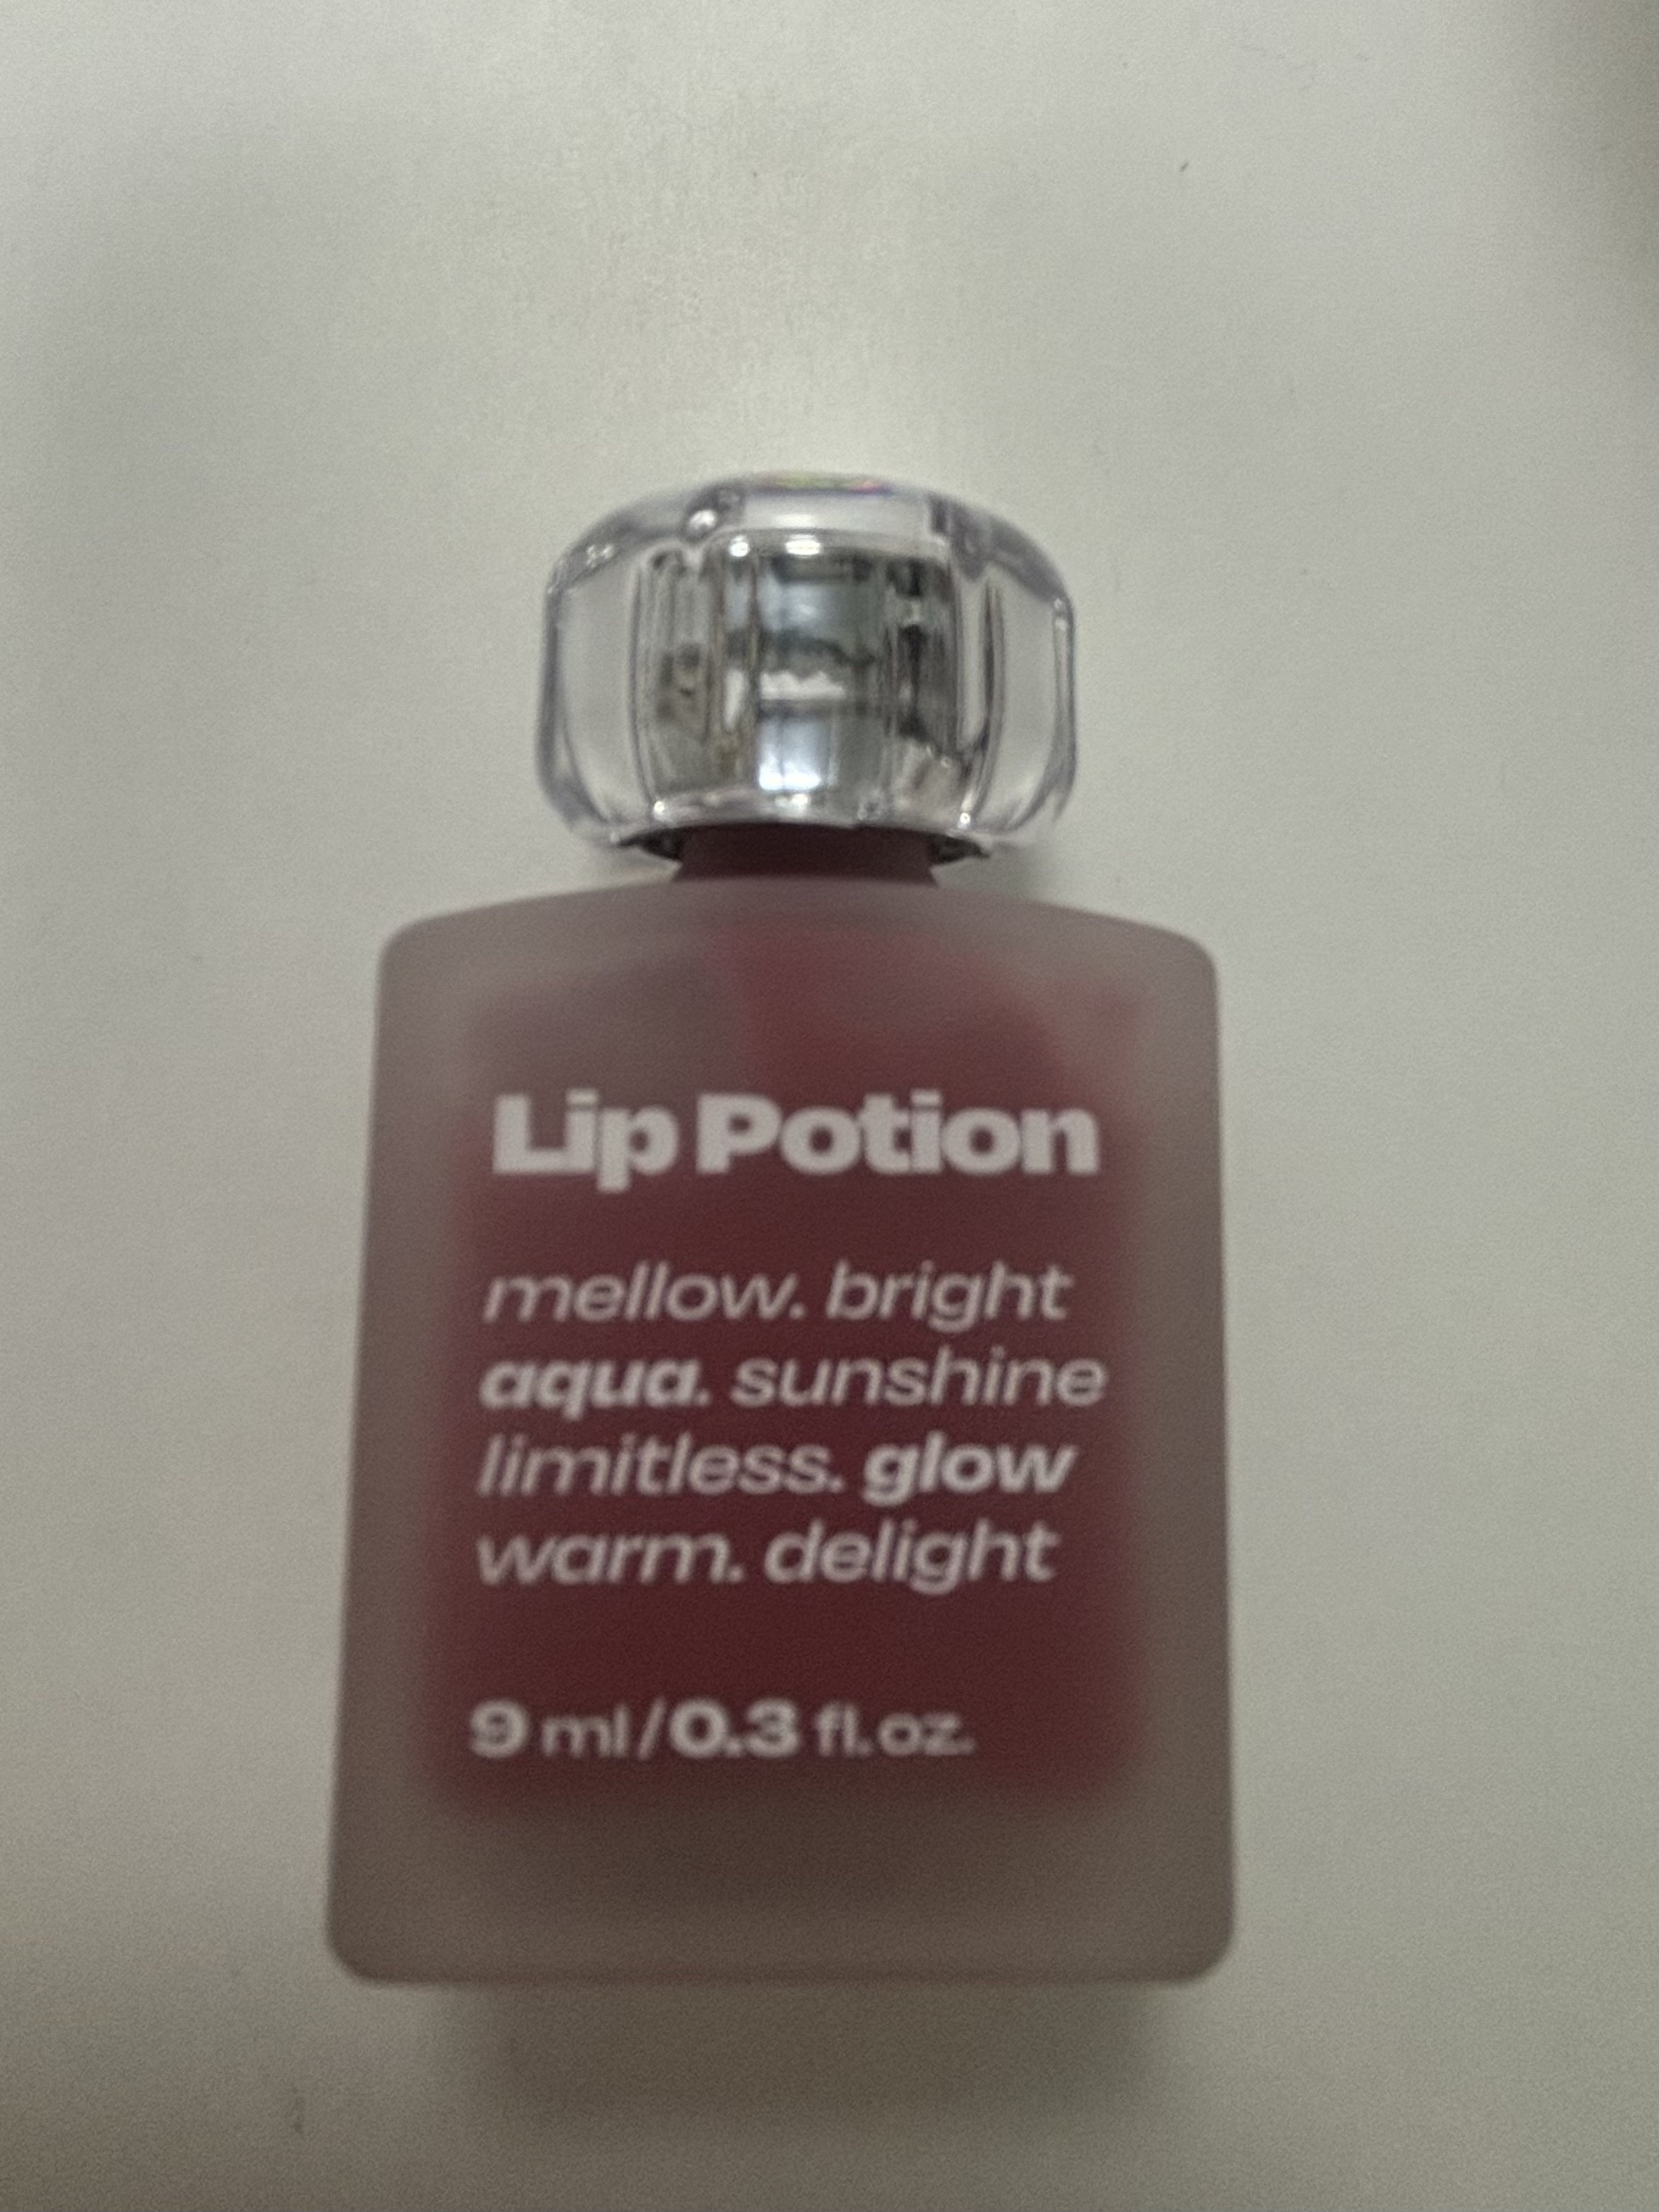 Lip Potion
mellow. bright
aqua. sunshine
limitless. glow
warm. delight
9 ml/0.3 fl.oz.